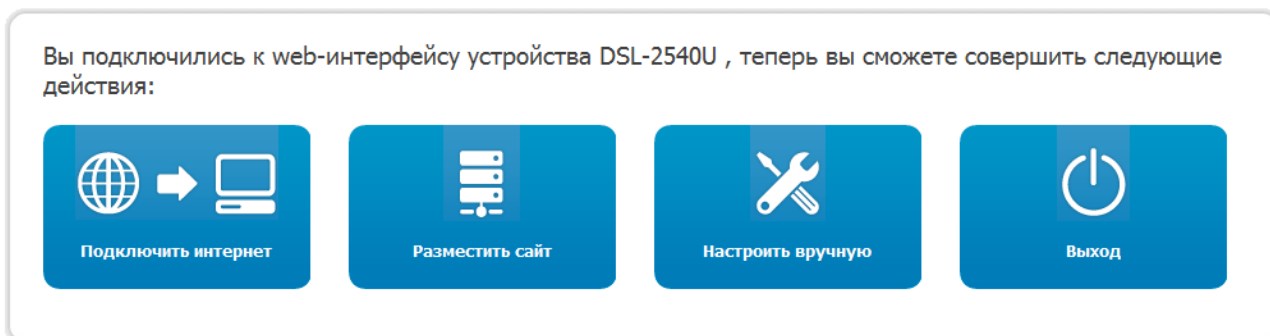 Вы подключились к web-интерфейсу устройства DSL-2540U , теперь вы сможете совершить следующие
действия:
Подключить интернет
Разместить сайт
Настроить вручную
Выход